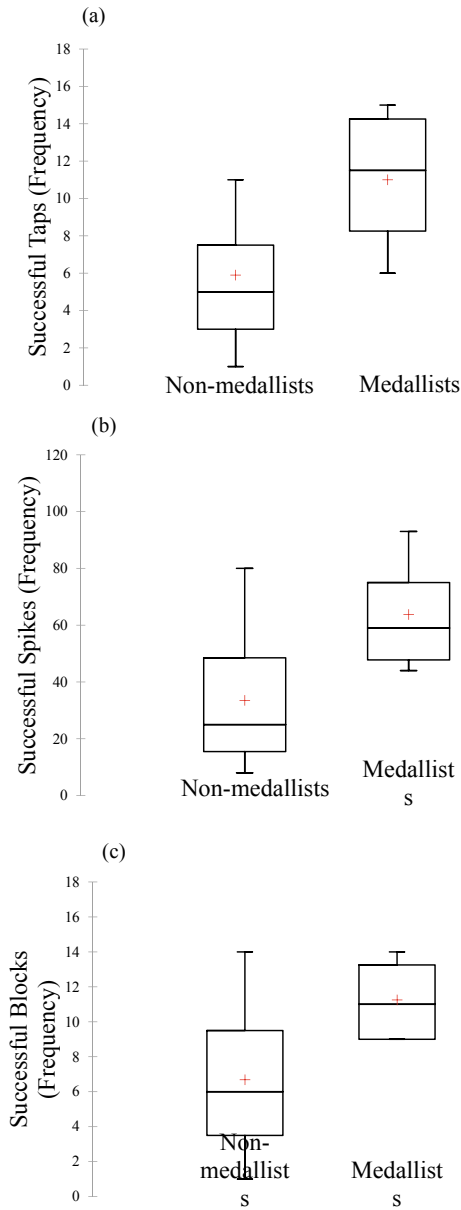 (a)
Successful Taps (Frequency)
18
16
14
12
10
8
6
4
2
0
Non-medallists
Medallists
(b)
Successful Spikes (Frequency)
120
100
80
60
40
20
0
Non-medallists
Medallist
s
(c)
Successful Blocks
(Frequency)
18
16
14
12
10
8
6
4
2
0
Non-
medallist
s
Medallist
s